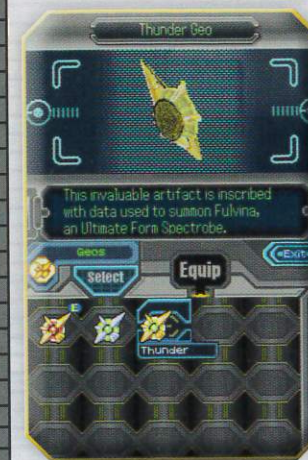 Thunder Geo
This invaluable artifact is inscribed
with data used to summon Fulvina,
an Ultimate Form Spectrobe.
Geos
Exit
Select
Equip
E
Thunder